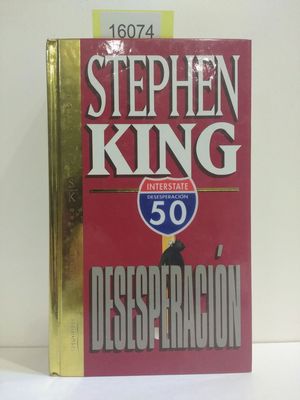 16074
STEPHEN
KING
INTERSTATE
DESESPERACIÓN
50
DESESPERACIÓN